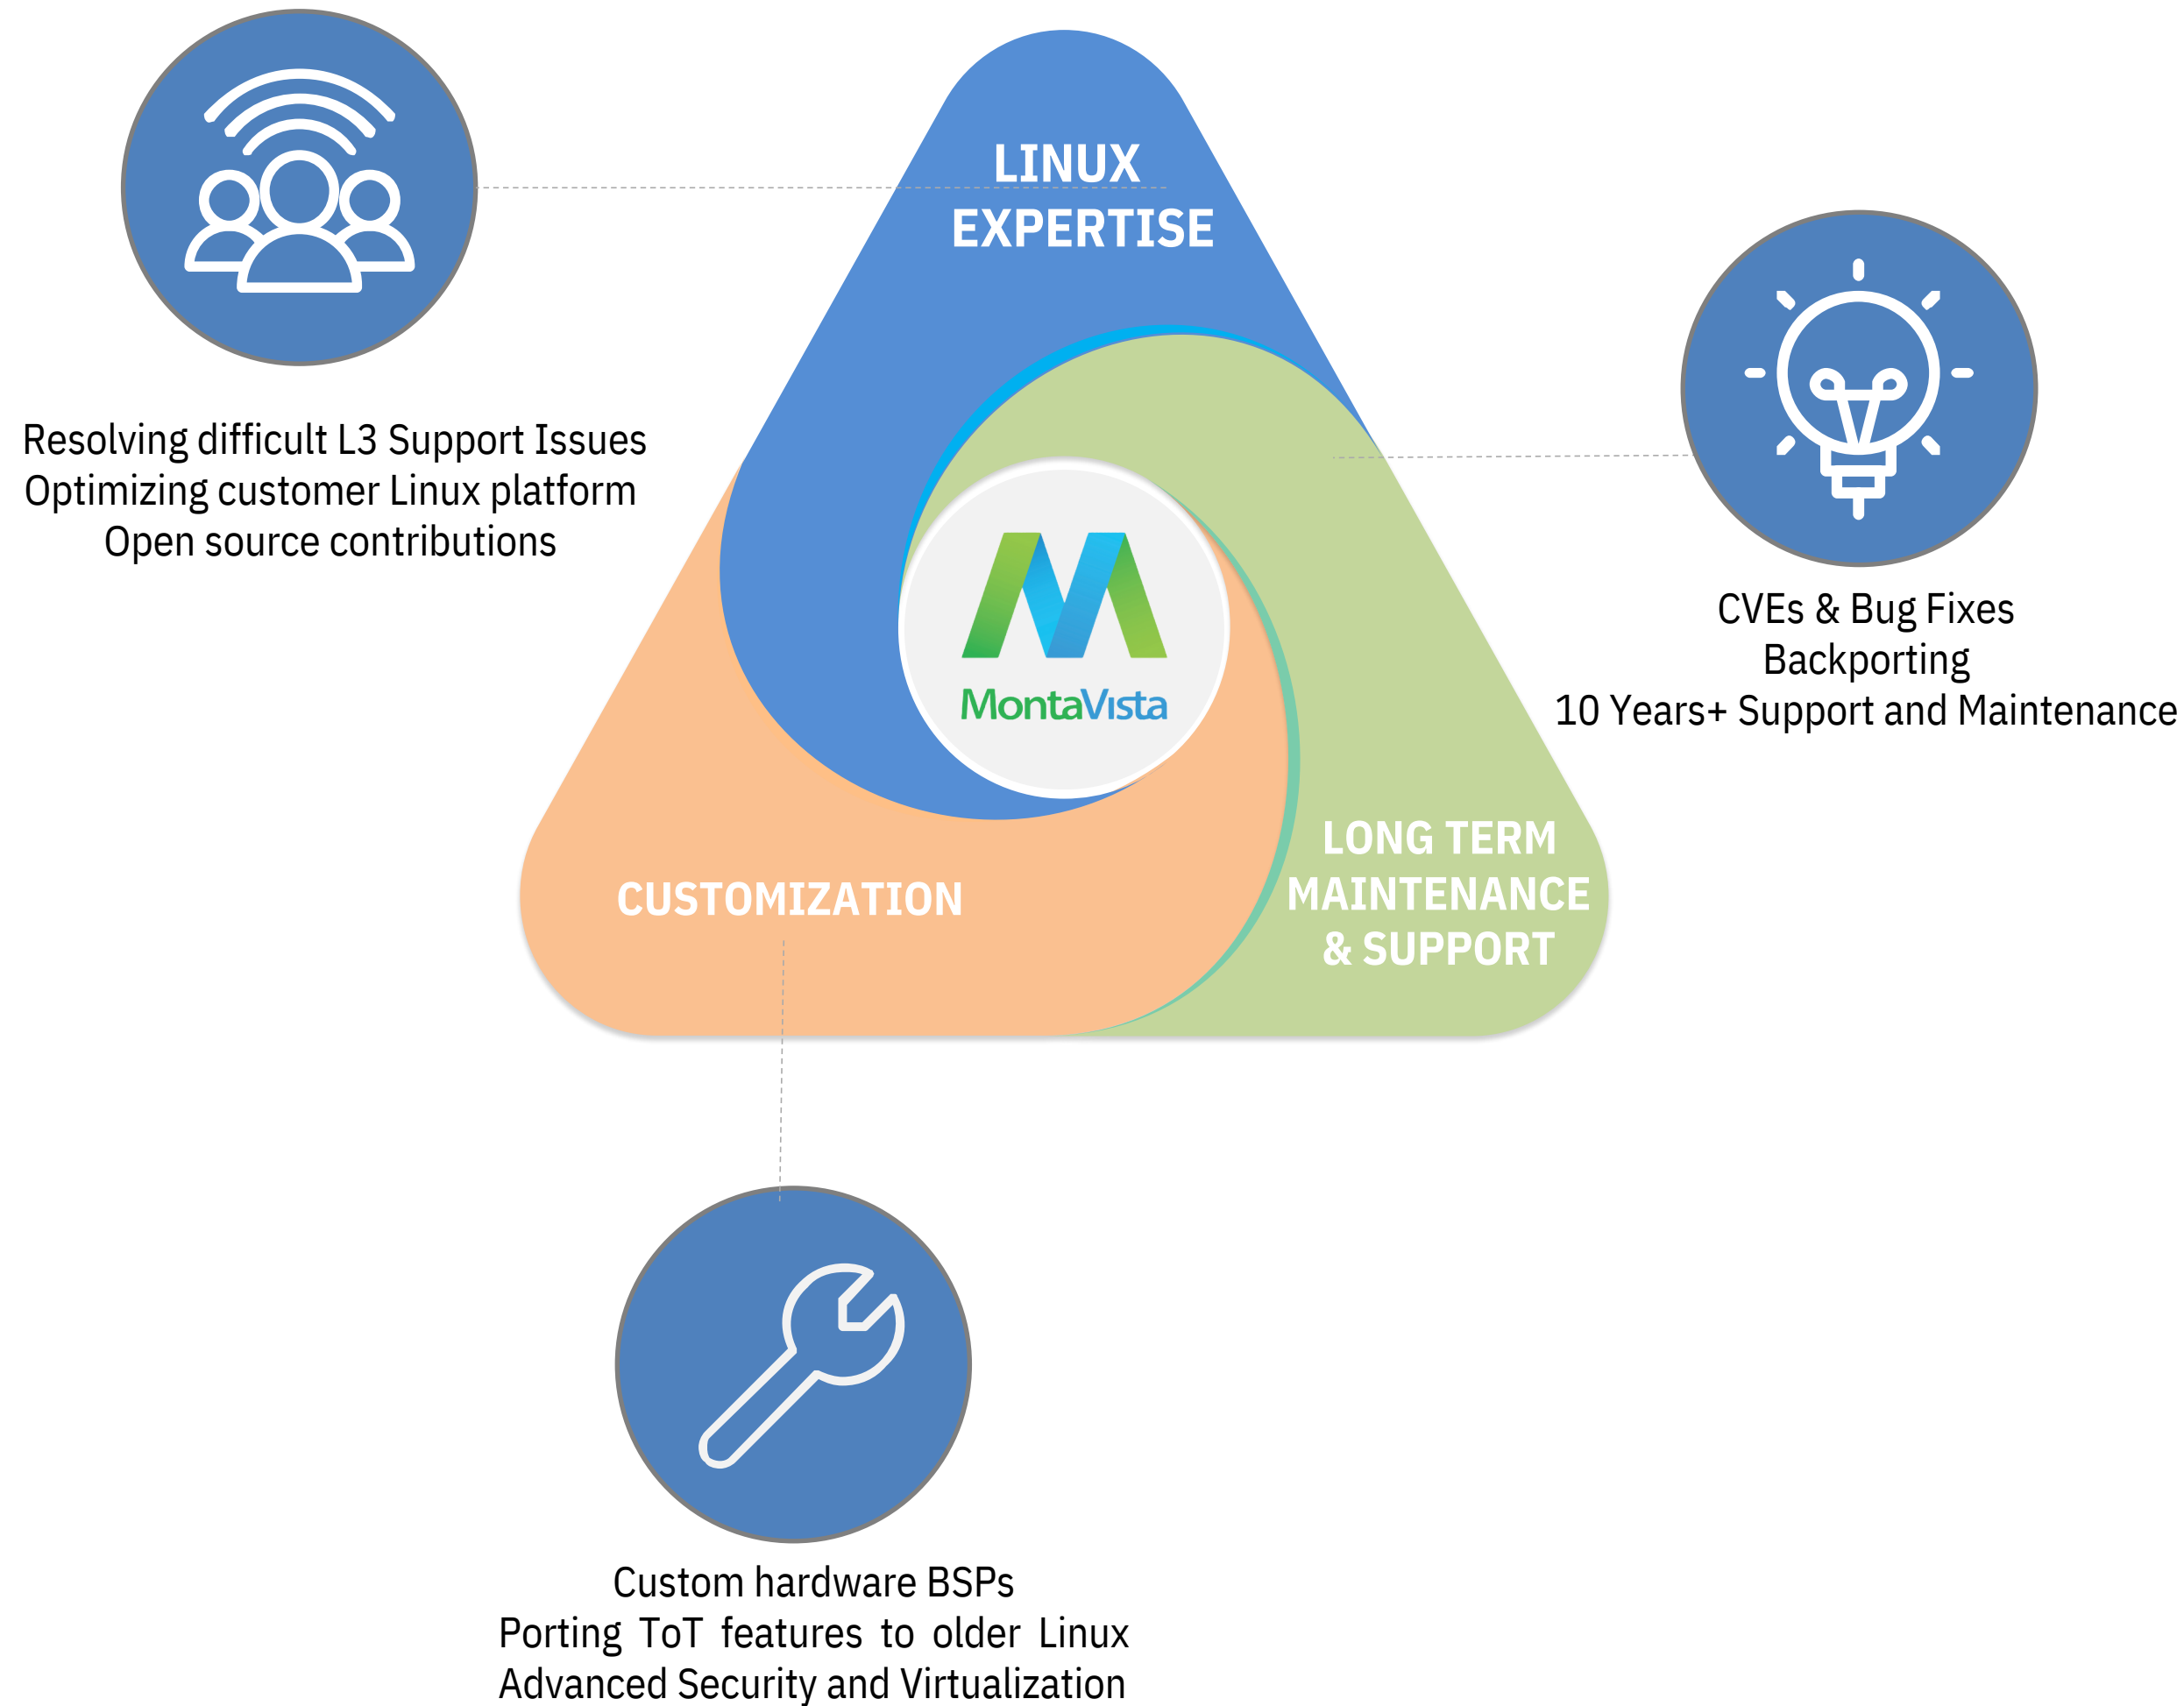 LINUX
EXPERTISE
Resolving difficult L3 Support Issues
Optimizing customer Linux platform
Open source contributions
CVEs & Bug Fixes
Backporting
10 Years+ Support and Maintenance
MontaVista
LONG TERM
MAINTENANCE
& SUPPORT
CUSTOMIZATION
Custom hardware BSPs
Porting ToT features to older Linux
Advanced Security and Virtualization